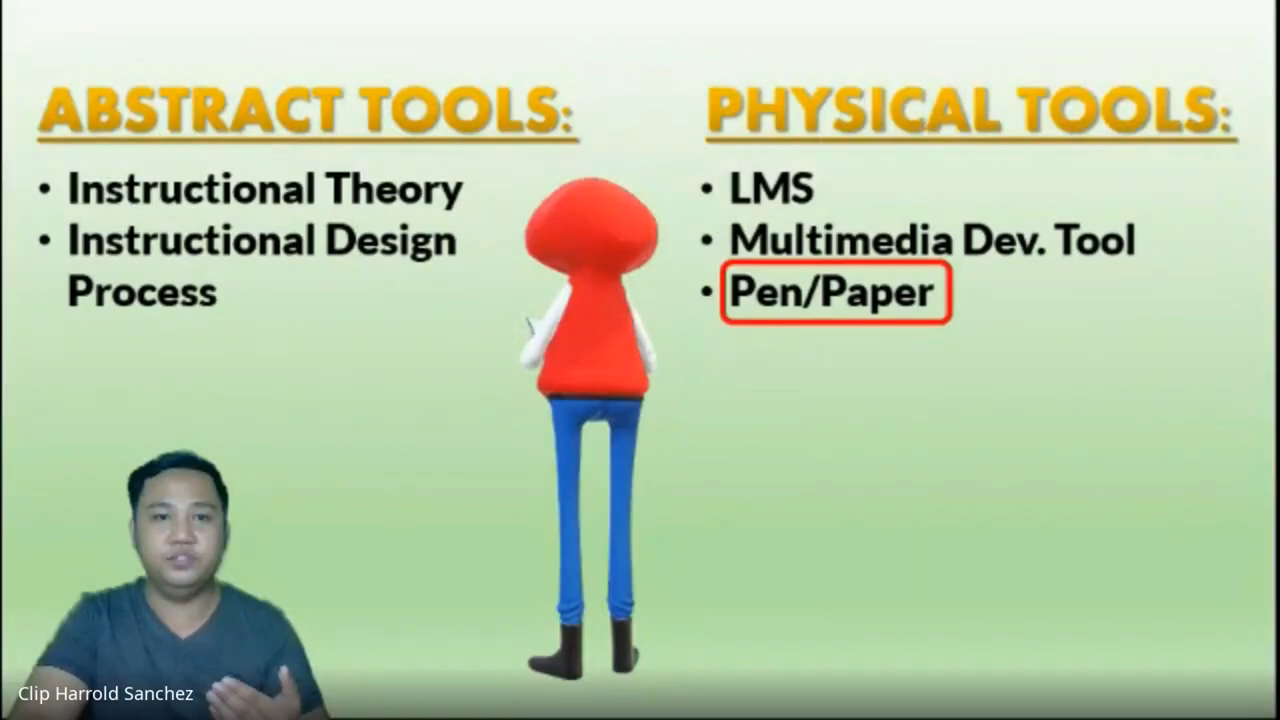 ABSTRACT TOOLS:
• Instructional Theory
• Instructional Design
Process
PHYSICAL TOOLS:
• LMS
• Multimedia Dev. Tool
• Pen/Paper
Clip Harrold Sanchez